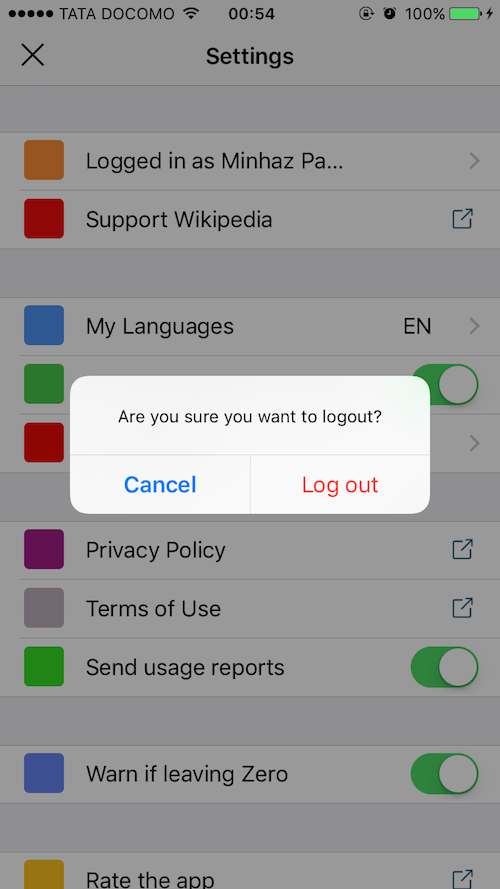 TATA DOCOMO 00:54 100%
Settings
Logged in as Minhaz Pa...
Support Wikipedia
My Languages EN
Are you sure you want to logout?
Cancel Log out
Privacy Policy
Terms of Use
Send usage reports
Warn if leaving Zero
Rate the app